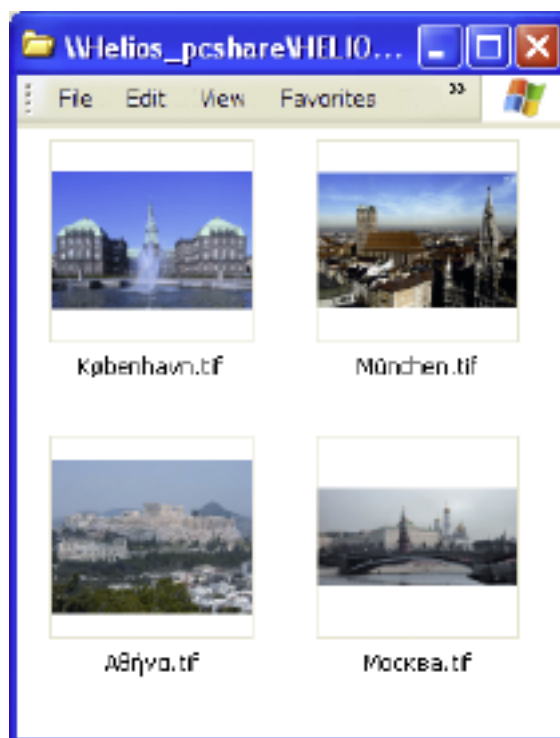 \\Helios_pcshare\HELIO...
File Edit View Favorites »
København.tif München.tif
Αθήνα.tif Москва.tif